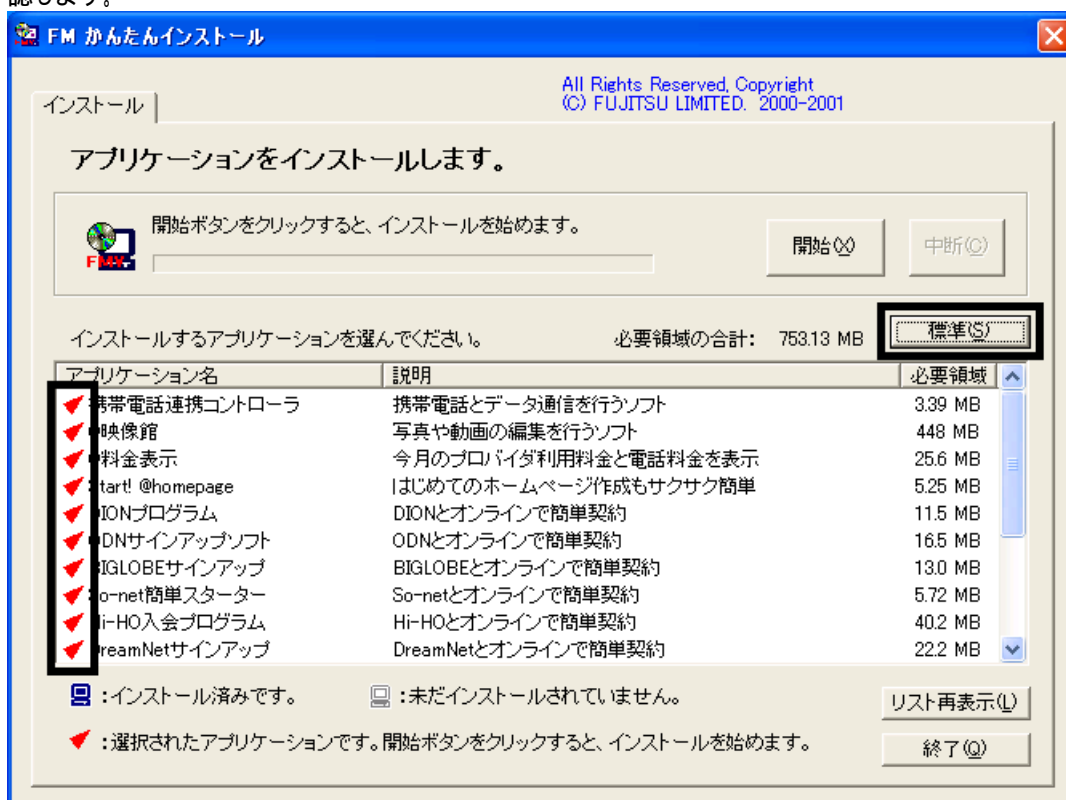 認します。
FM かんたんインストール
インストール
All Rights Reserved, Copyright
(C) FUJITSU LIMITED. 2000-2001
アプリケーションをインストールします。
開始ボタンをクリックすると、インストールを始めます。
FMV
開始(X) 中断(C)
インストールするアプリケーションを選んでください。 必要領域の合計: 753.13 MB 標準(S)
アプリケーション名 説明 必要領域
携帯電話連携コントローラ 携帯電話とデータ通信を行うソフト 3.39 MB
映像館 写真や動画の編集を行うソフト 448 MB
料金表示 今月のプロバイダ利用料金と電話料金を表示 25.6 MB
Start! @homepage はじめてのホームページ作成もサクサク簡単 5.25 MB
DIONプログラム DIONとオンラインで簡単契約 11.5 MB
ODNサインアップソフト ODNとオンラインで簡単契約 16.5 MB
BIGLOBEサインアップ BIGLOBEとオンラインで簡単契約 13.0 MB
So-net簡単スターター So-netとオンラインで簡単契約 5.72 MB
Hi-HO入会プログラム Hi-HOとオンラインで簡単契約 40.2 MB
DreamNetサインアップ DreamNetとオンラインで簡単契約 22.2 MB
:インストール済みです。 :未だインストールされていません。 リスト再表示(L)
:選択されたアプリケーションです。開始ボタンをクリックすると、インストールを始めます。 終了(Q)